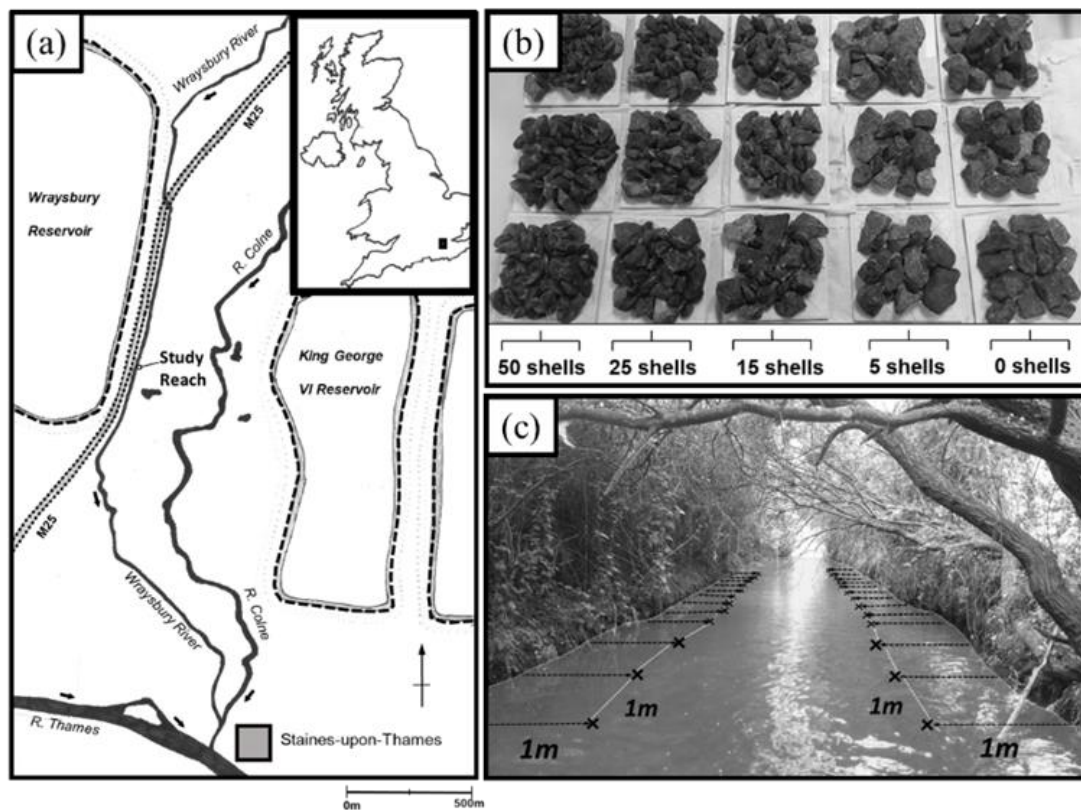 (a)
Wraysbury River
M25
Wraysbury
Reservoir
R. Colne
Study
Reach
King George
VI Reservoir
M25
Wraysbury River
R. Colne
R. Thames
Staines-upon-Thames
0m
500m
(b)
50 shells
25 shells
15 shells
5 shells
0 shells
(c)
1m
1m
1m
1m